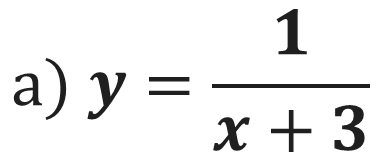 a) y = 1 / x + 3